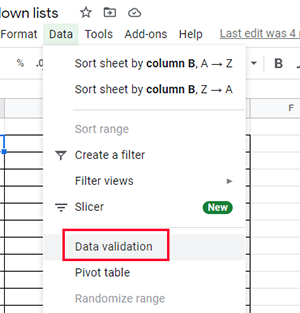 down lists
Format Data Tools Add-ons Help Last edit was 4
% .0 B
Sort sheet by column B, A → Z
Sort sheet by column B, Z → A
Sort range
Create a filter
F
Filter views
Slicer New
Data validation
Pivot table
Randomize range